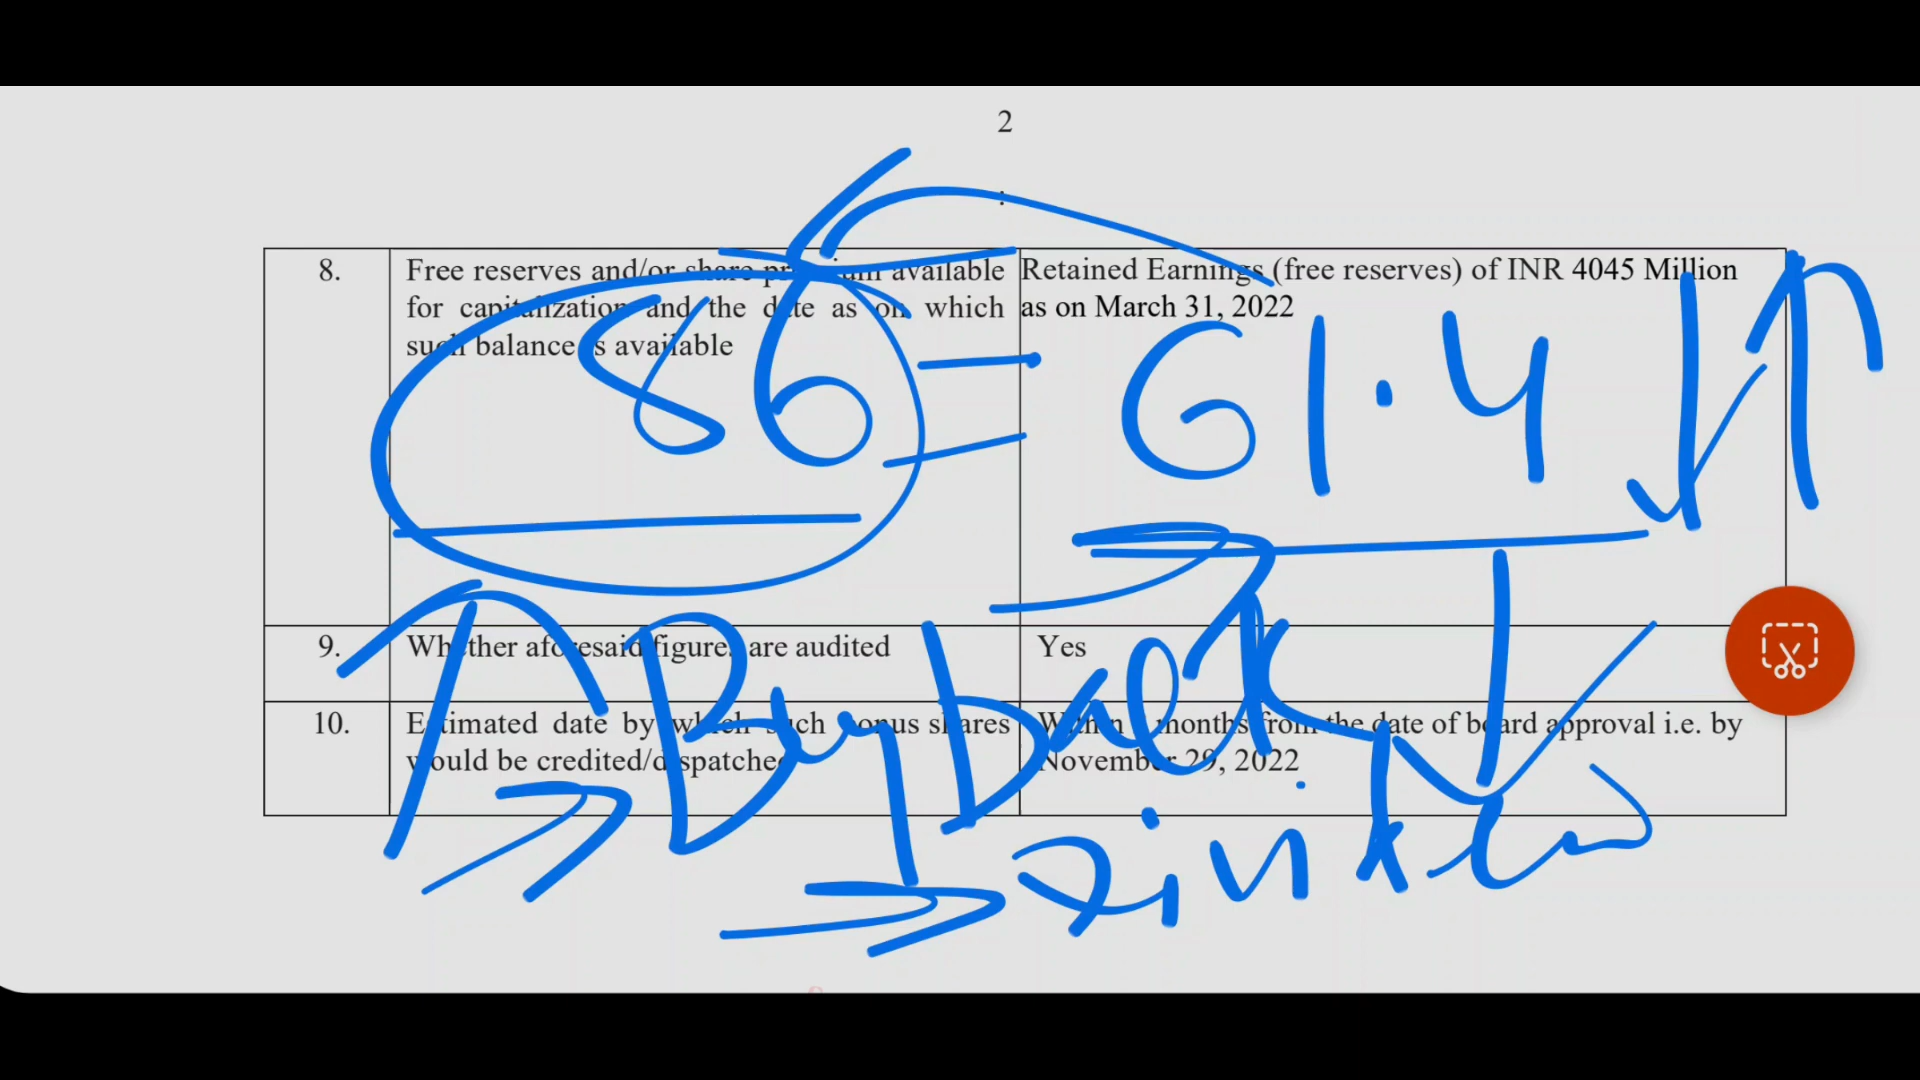 2
:
8. Free reserves and/or share premium available Retained Earnings (free reserves) of INR 4045 Million
for capitalization and the date as on which as on March 31, 2022
such balance is available
86 = 61.4
9. Whether aforesaid figures are audited Yes
Buyback
10. Estimated date by which such bonus shares Within 2 months from the date of board approval i.e. by
would be credited/dispatched November 29, 2022